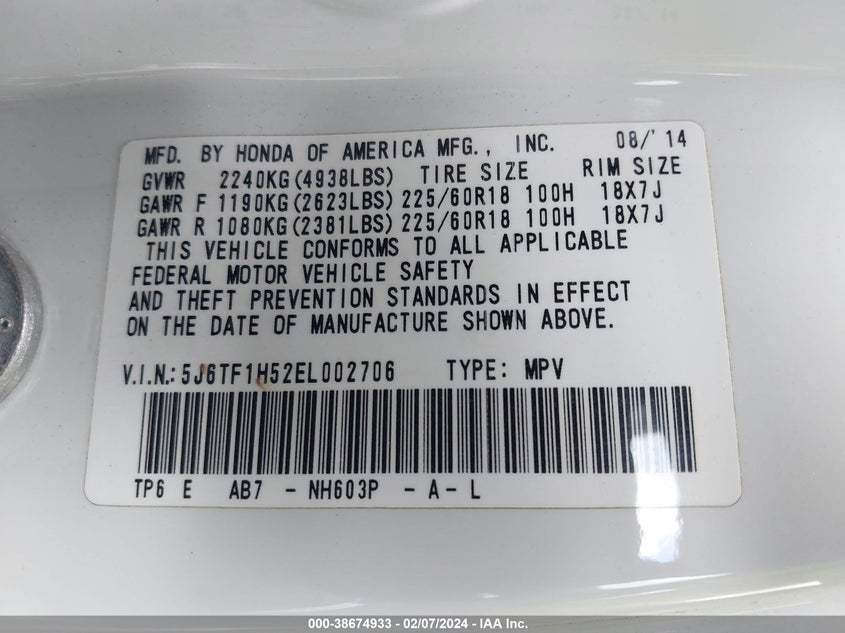 MFD. BY HONDA OF AMERICA MFG., INC. 08/'14
GVWR 2240KG(4938LBS) TIRE SIZE RIM SIZE
GAWR F 1190KG(2623LBS) 225/60R18 100H 18X7J
GAWR R 1080KG(2381LBS) 225/60R18 100H 18X7J
THIS VEHICLE CONFORMS TO ALL APPLICABLE
FEDERAL MOTOR VEHICLE SAFETY
AND THEFT PREVENTION STANDARDS IN EFFECT
ON THE DATE OF MANUFACTURE SHOWN ABOVE.
V.I.N.: 5J6TF1H52EL002706 TYPE: MPV
TP6 E AB7 - NH603P - A - L
000-38674933 - 02/07/2024 - IAA Inc.